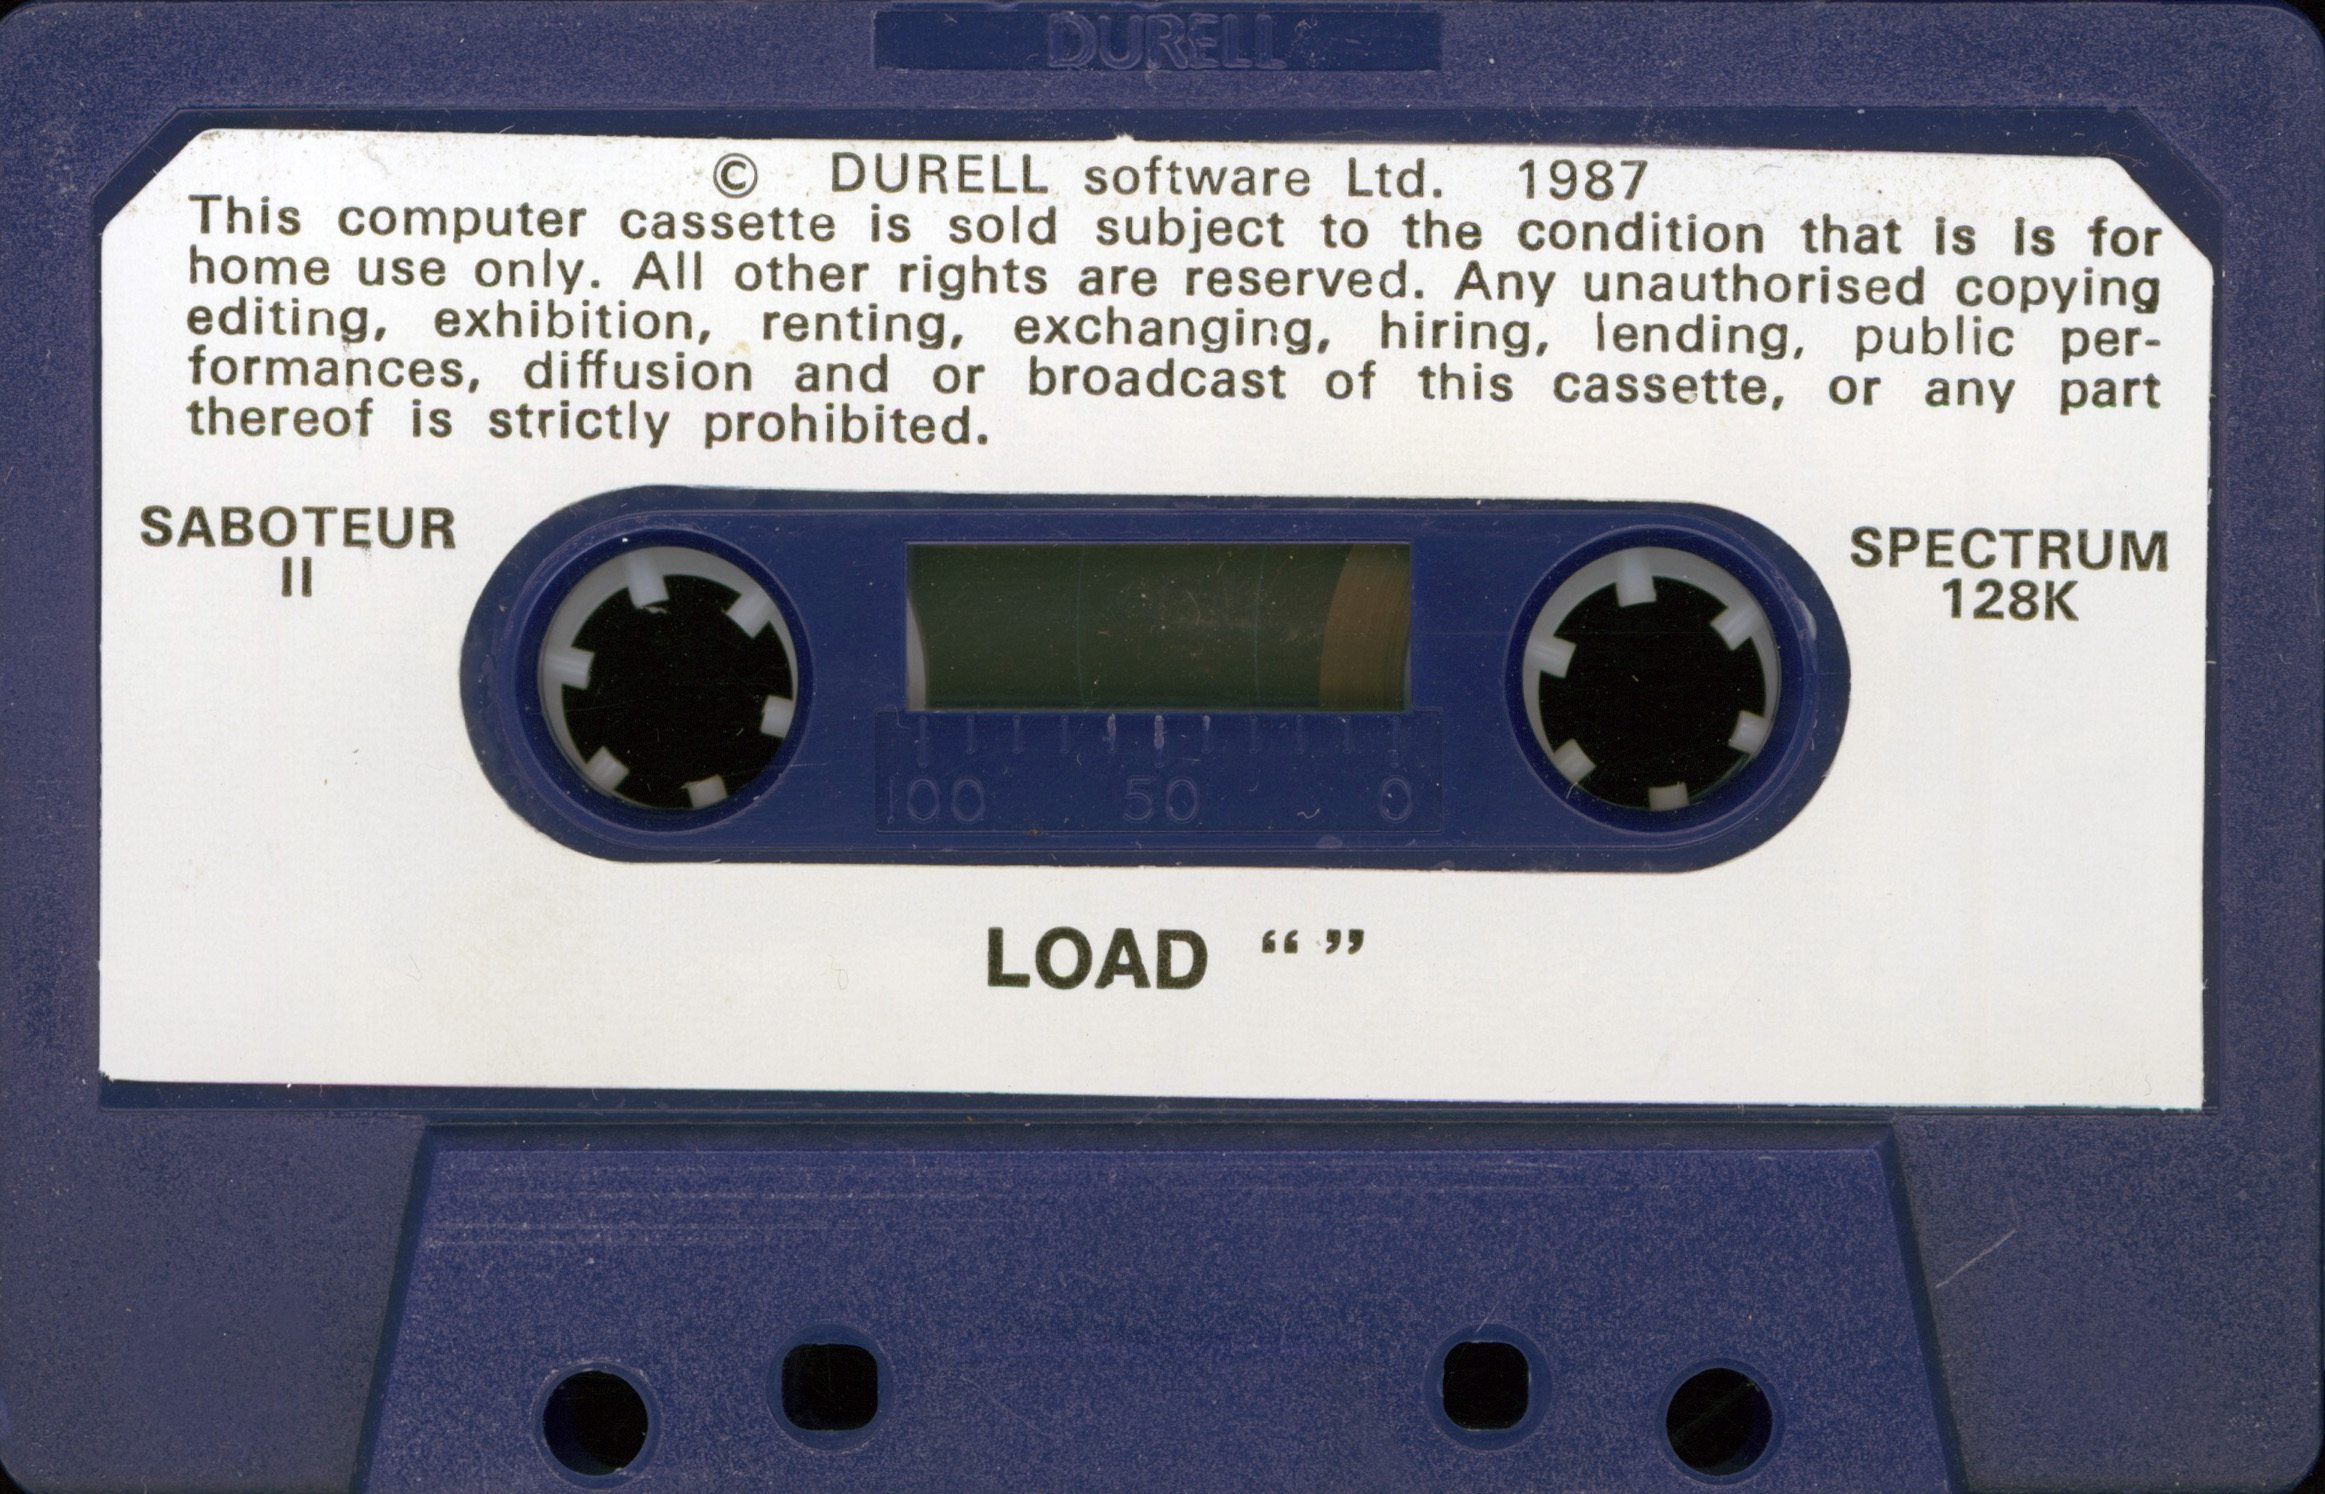 DURELL
© DURELL software Ltd. 1987
This computer cassette is sold subject to the condition that is is for
home use only. All other rights are reserved. Any unauthorised copying
editing, exhibition, renting, exchanging, hiring, lending, public per-
formances, diffusion and or broadcast of this cassette, or any part
thereof is strictly prohibited.
SABOTEUR
II
SPECTRUM
128K
100 50 0
LOAD “ ”